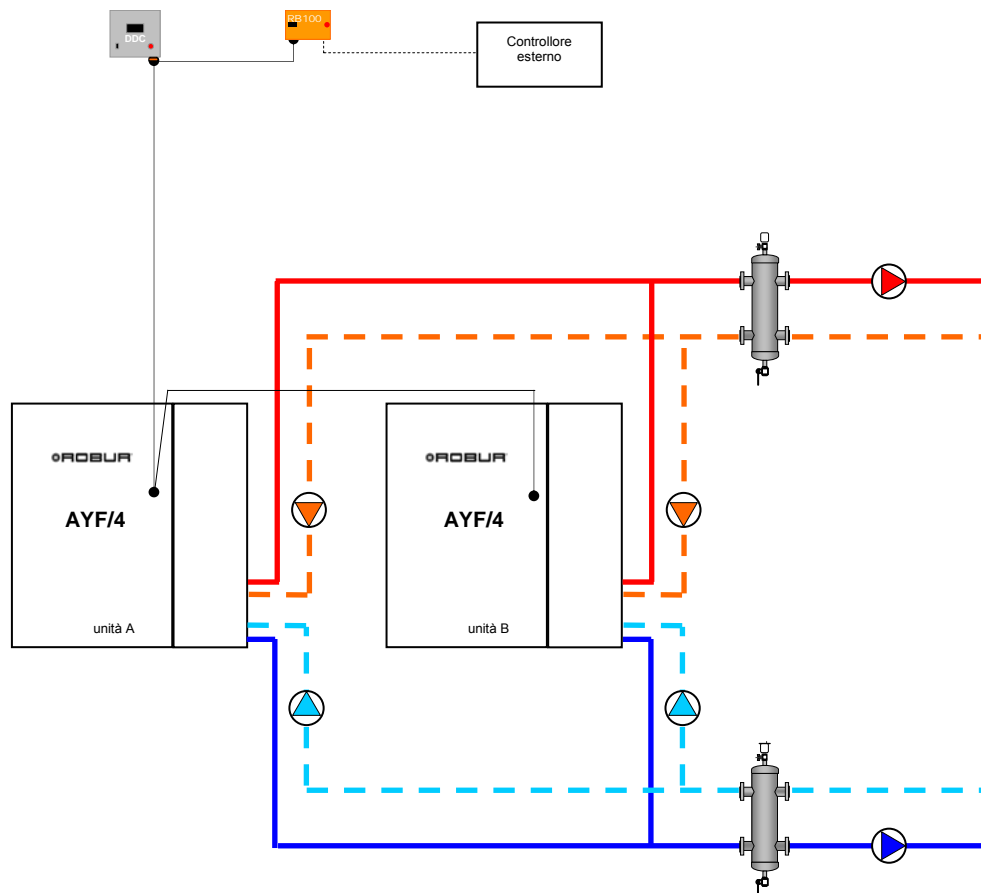 DDC
RB100
Controllore
esterno
ROBUR
AYF/4
unità A
ROBUR
AYF/4
unità B